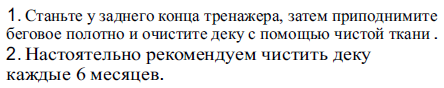 1. Станьте у заднего конца тренажера, затем приподнимите
беговое полотно и очистите деку с помощью чистой ткани .
2. Настоятельно рекомендуем чистить деку
каждые 6 месяцев.